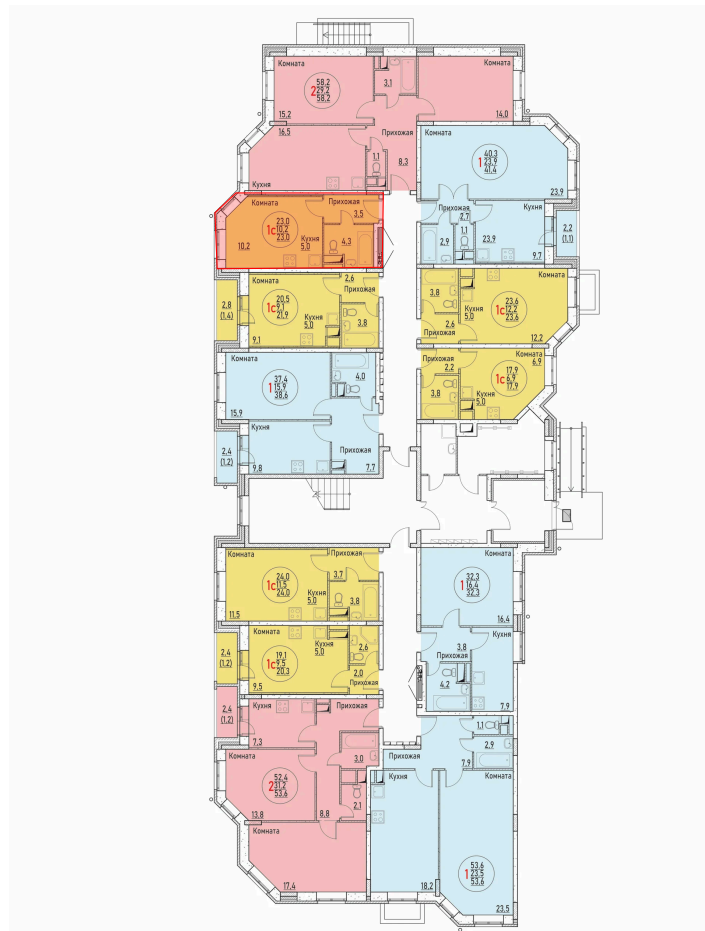 Комната
58,2
2 29,2
58,2
15,2
3,1
Комната
14,0
16,5
Прихожая
1,1
8,3
Кухня
Комната
40,3
1 23,9
41,4
23,9
Комната
Прихожая
3,5
23,0
1с 10,2
23,0
Кухня
5,0
10,2
4,3
Прихожая
7,7
Кухня
2,9
1,1
23,9
9,7
2,2
(1,1)
Комната
2,6
Прихожая
20,5
1с 9,1
21,9
Кухня
5,0
3,8
9,1
2,8
(1,4)
Комната
3,8
Кухня
5,0
23,6
1с 12,2
23,6
2,6
Прихожая
12,2
Комната
4,0
37,4
1 15,9
38,6
15,9
Прихожая
2,2
Комната
6,9
17,9
1с 6,9
17,9
3,8
Кухня
5,0
Кухня
2,4
(1,2)
9,8
Прихожая
7,7
Комната
Прихожая
3,7
24,0
1с 11,5
24,0
Кухня
5,0
3,8
11,5
Комната
32,3
1 16,4
32,3
16,4
Комната
Кухня
5,0
2,6
19,1
1с 9,5
20,3
2,0
Прихожая
9,5
2,4
(1,2)
3,8
Прихожая
Кухня
4,2
7,9
2,4
(1,2)
Кухня
Прихожая
7,3
3,0
Комната
52,4
2 31,2
53,6
13,8
8,8
2,1
Комната
17,4
1,1
2,9
Прихожая
7,9
Кухня
18,2
Комната
53,6
1 23,5
53,6
23,5